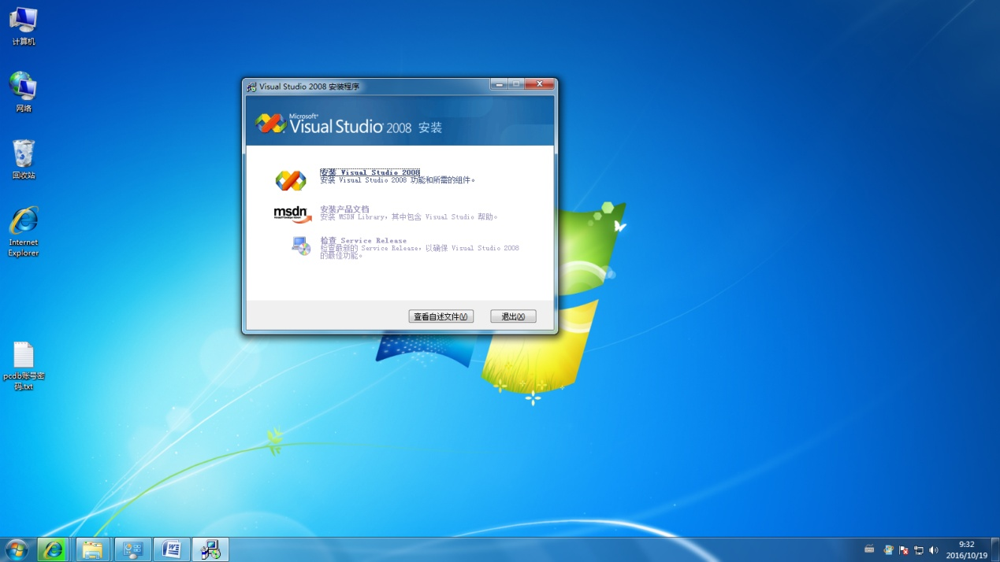 计算机
网络
回收站
Internet
Explorer
pcdb账号密
码.txt
Visual Studio 2008 安装程序
Microsoft®
Visual Studio® 2008 安装
安装 Visual Studio 2008
安装 Visual Studio 2008 功能和所需的组件。
msdn
安装产品文档
安装 MSDN Library，其中包含 Visual Studio 帮助。
检查 Service Release
检查最新的 Service Release，以确保 Visual Studio 2008
的最佳功能。
查看自述文件(V)
退出(X)
9:32
2016/10/19